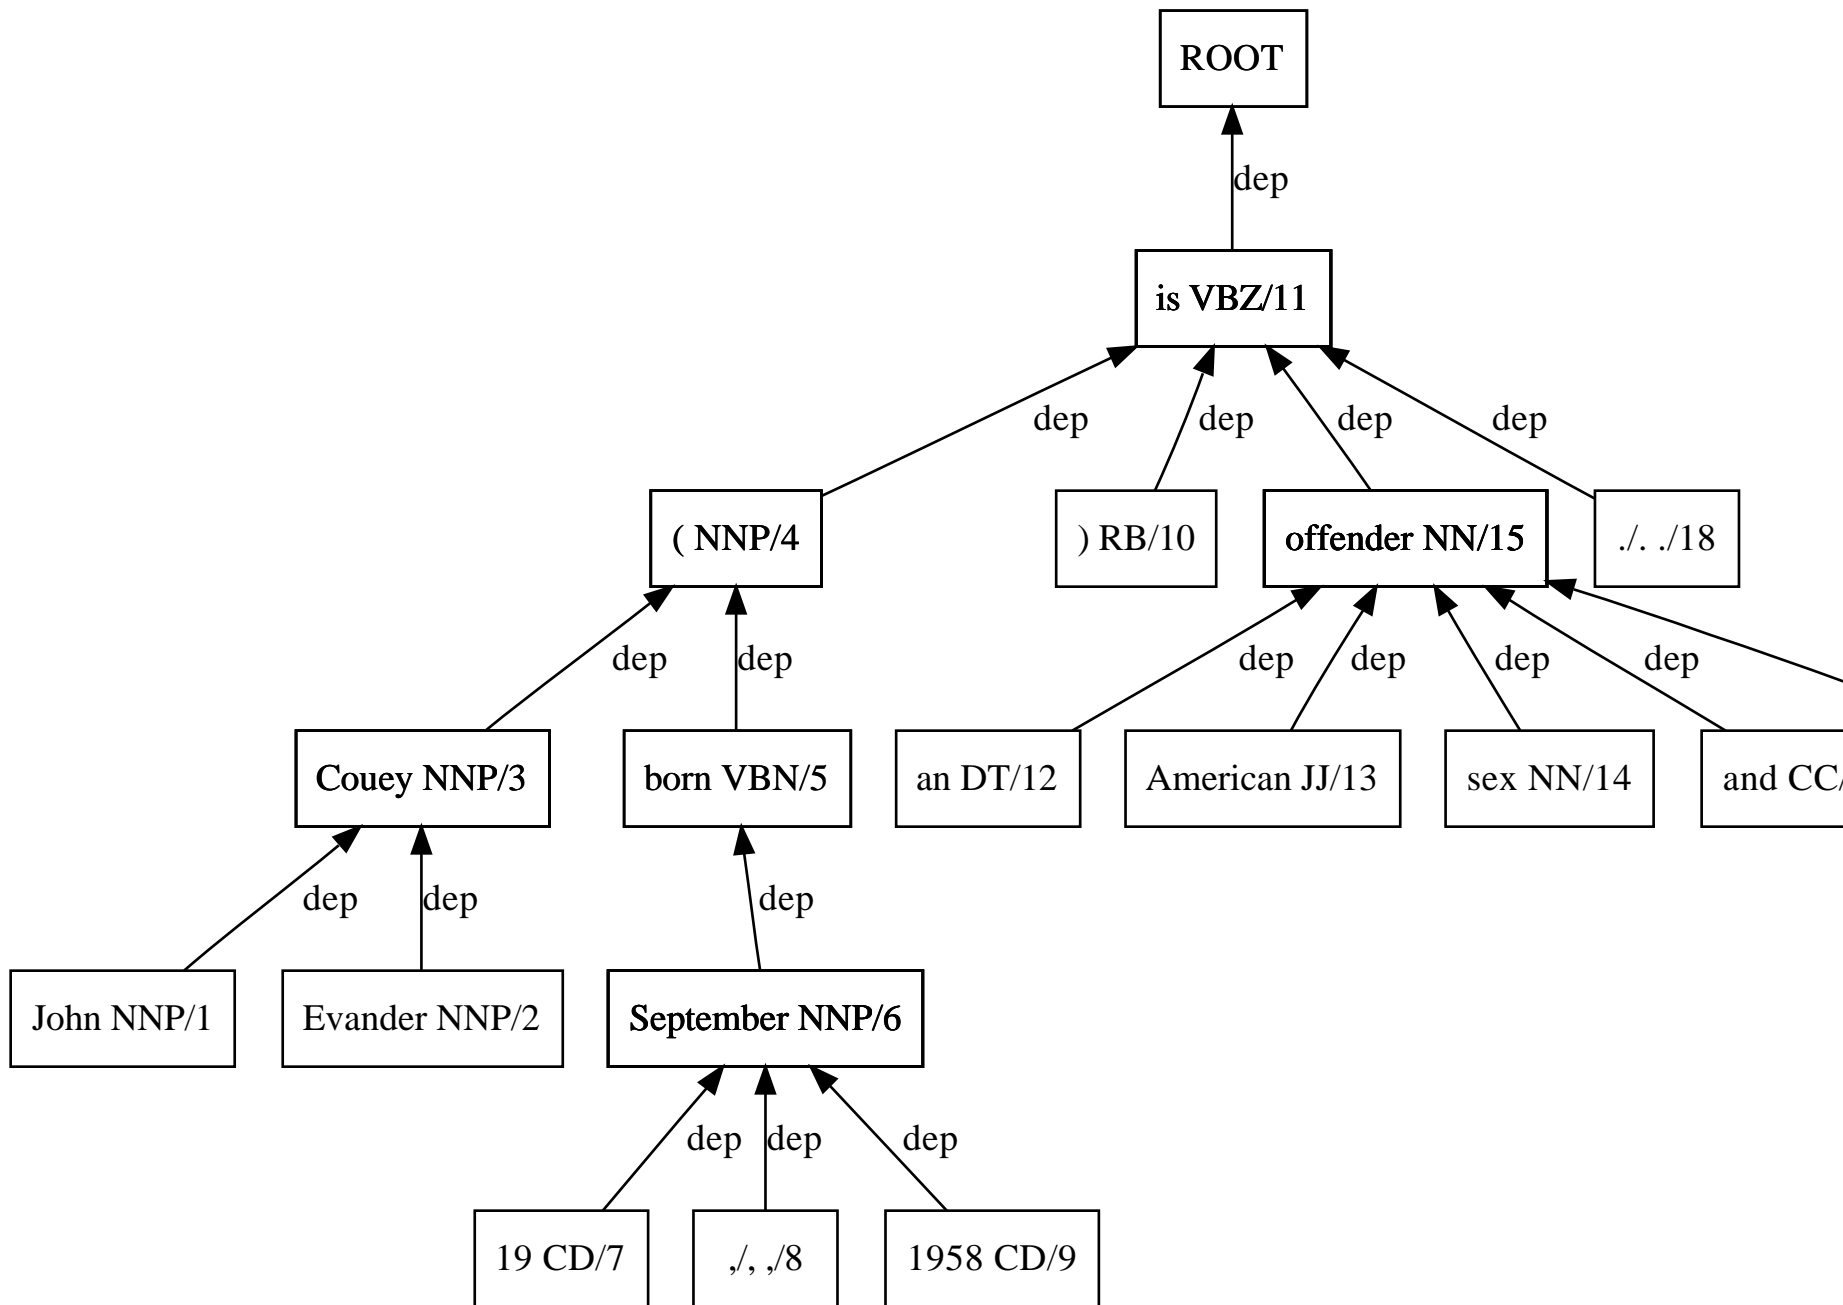 ROOT
dep
is VBZ/11
dep dep dep dep
( NNP/4 ) RB/10 offender NN/15 ./. ./18
dep dep dep dep dep dep
Couey NNP/3 born VBN/5 an DT/12 American JJ/13 sex NN/14 and CC/
dep dep dep
John NNP/1 Evander NNP/2 September NNP/6
dep dep dep
19 CD/7 ,/, ,/8 1958 CD/9